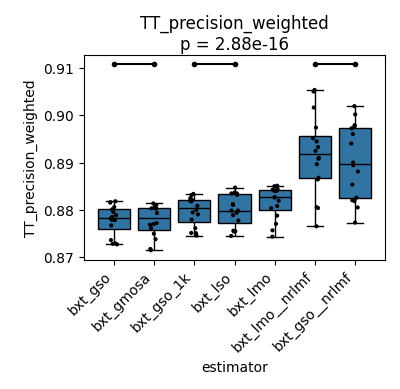 TT_precision_weighted
p = 2.88e-16
TT_precision_weighted
0.91
0.90
0.89
0.88
0.87
bxt_gso
bxt_gmosa
bxt_gso_1k
bxt_lso
bxt_lmo
bxt_lmo__nrlmf
bxt_gso__nrlmf
estimator